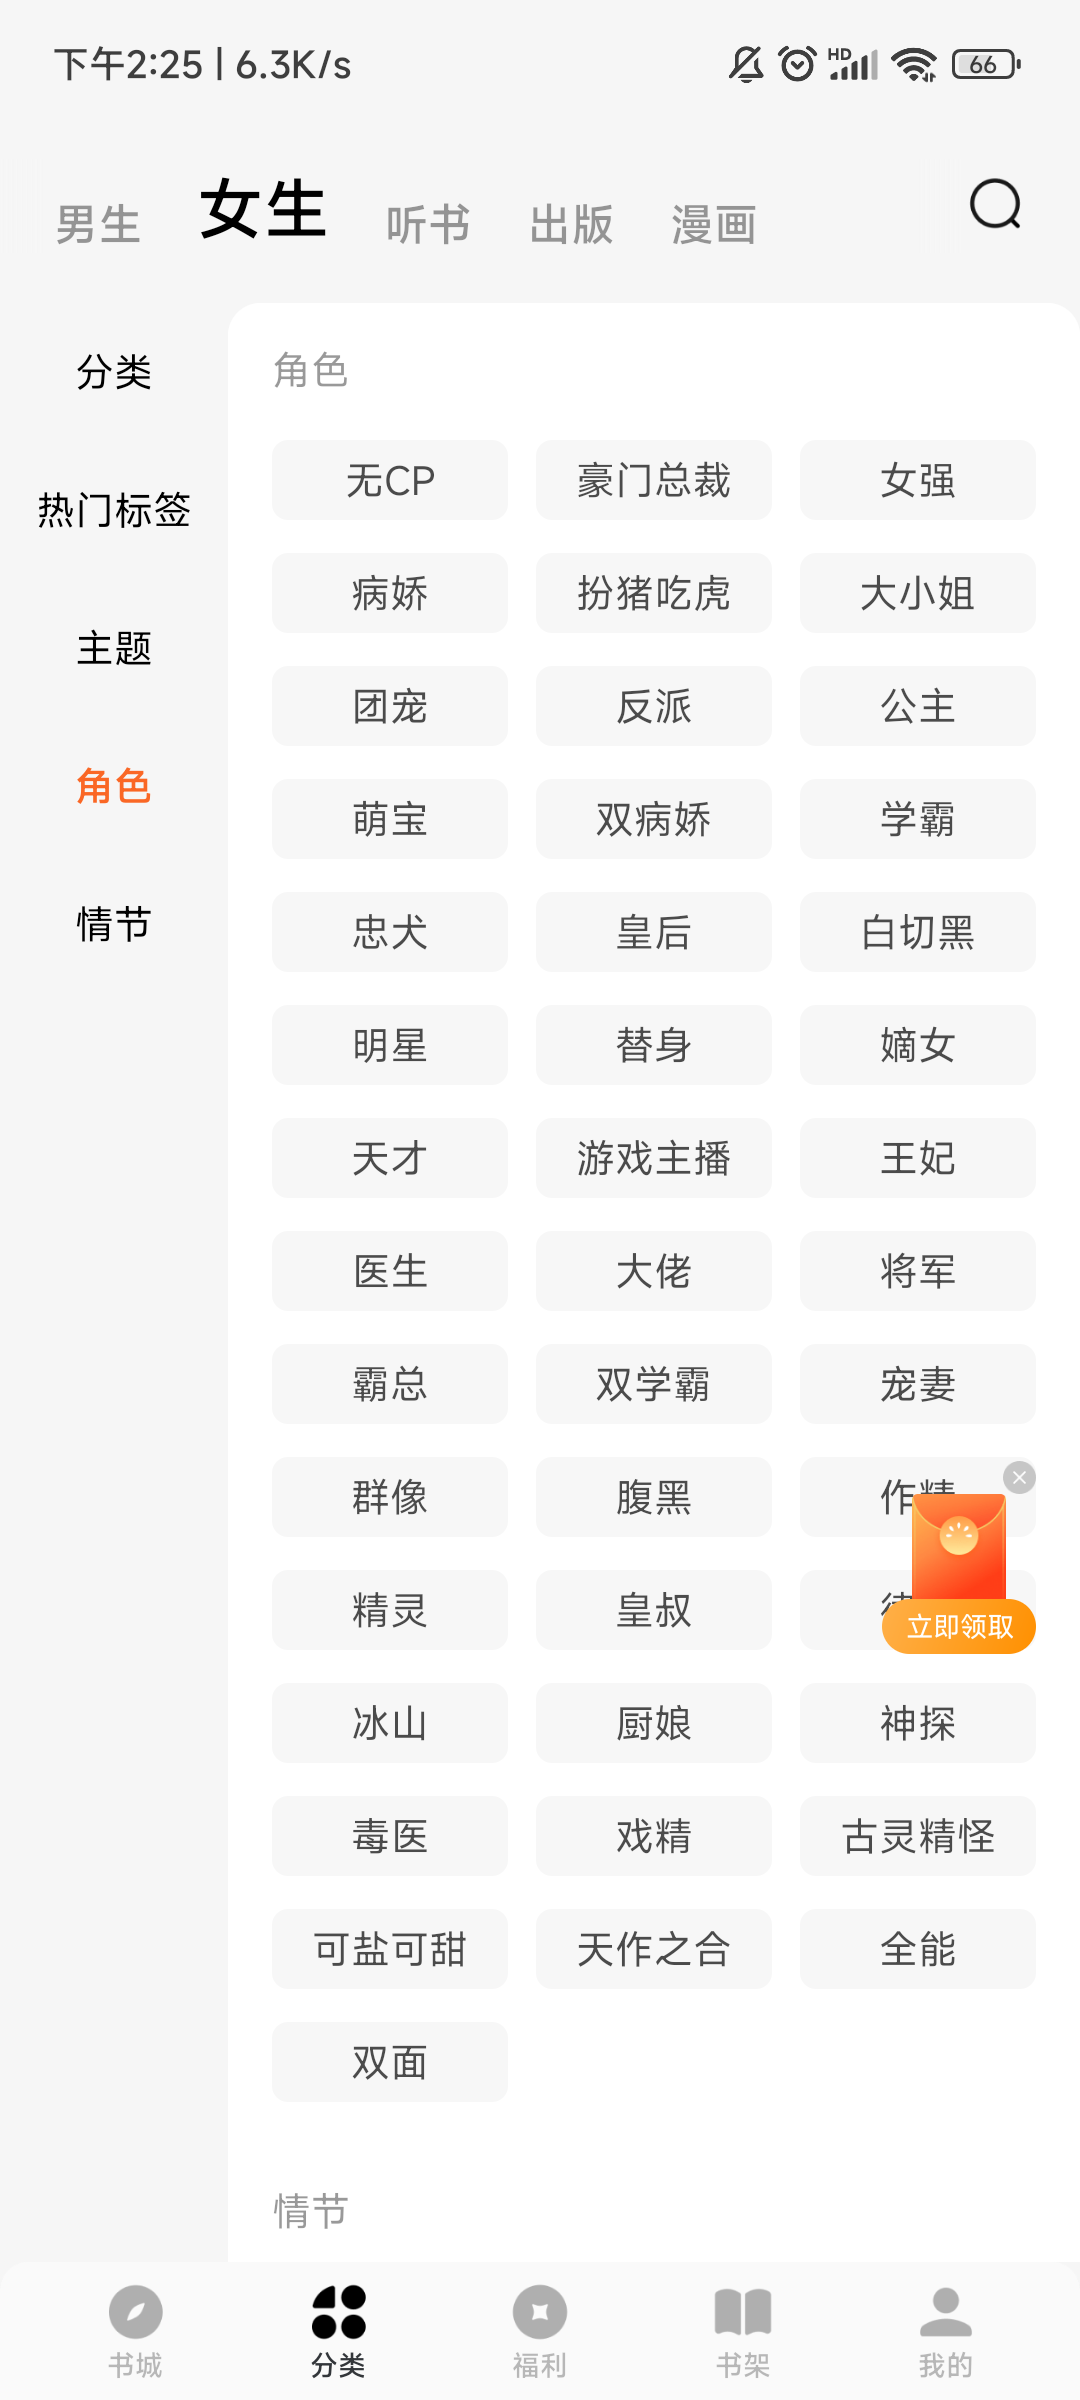 下午2:25 | 6.3K/s
HD
66
男生 女生 听书 出版 漫画
分类
热门标签
主题
角色
情节
角色
无CP 豪门总裁 女强
病娇 扮猪吃虎 大小姐
团宠 反派 公主
萌宝 双病娇 学霸
忠犬 皇后 白切黑
明星 替身 嫡女
天才 游戏主播 王妃
医生 大佬 将军
霸总 双学霸 宠妻
群像 腹黑 作精
精灵 皇叔
立即领取
冰山 厨娘 神探
毒医 戏精 古灵精怪
可盐可甜 天作之合 全能
双面
情节
书城 分类 福利 书架 我的